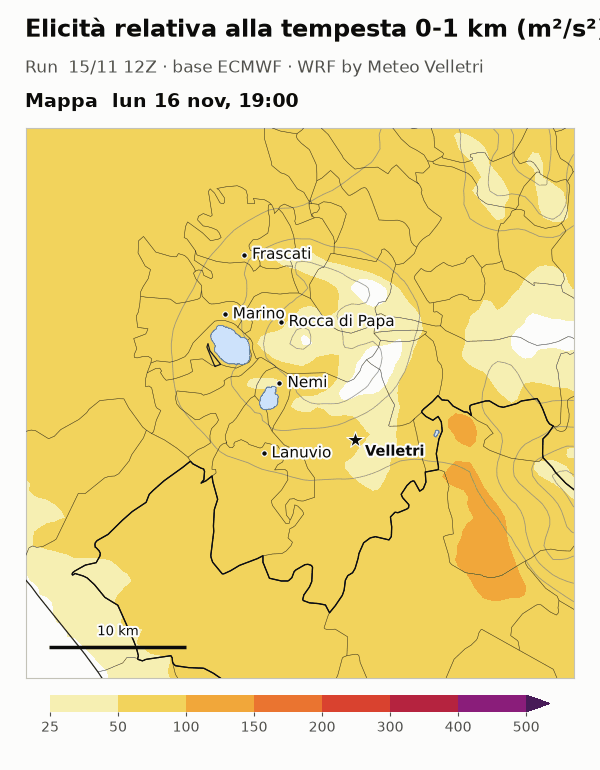 Elicità relativa alla tempesta 0-1 km (m²/s²)
Run 15/11 12Z · base ECMWF · WRF by Meteo Velletri
Mappa lun 16 nov, 19:00
Frascati
Marino
Rocca di Papa
Nemi
Velletri
Lanuvio
10 km
25 50 100 150 200 300 400 500